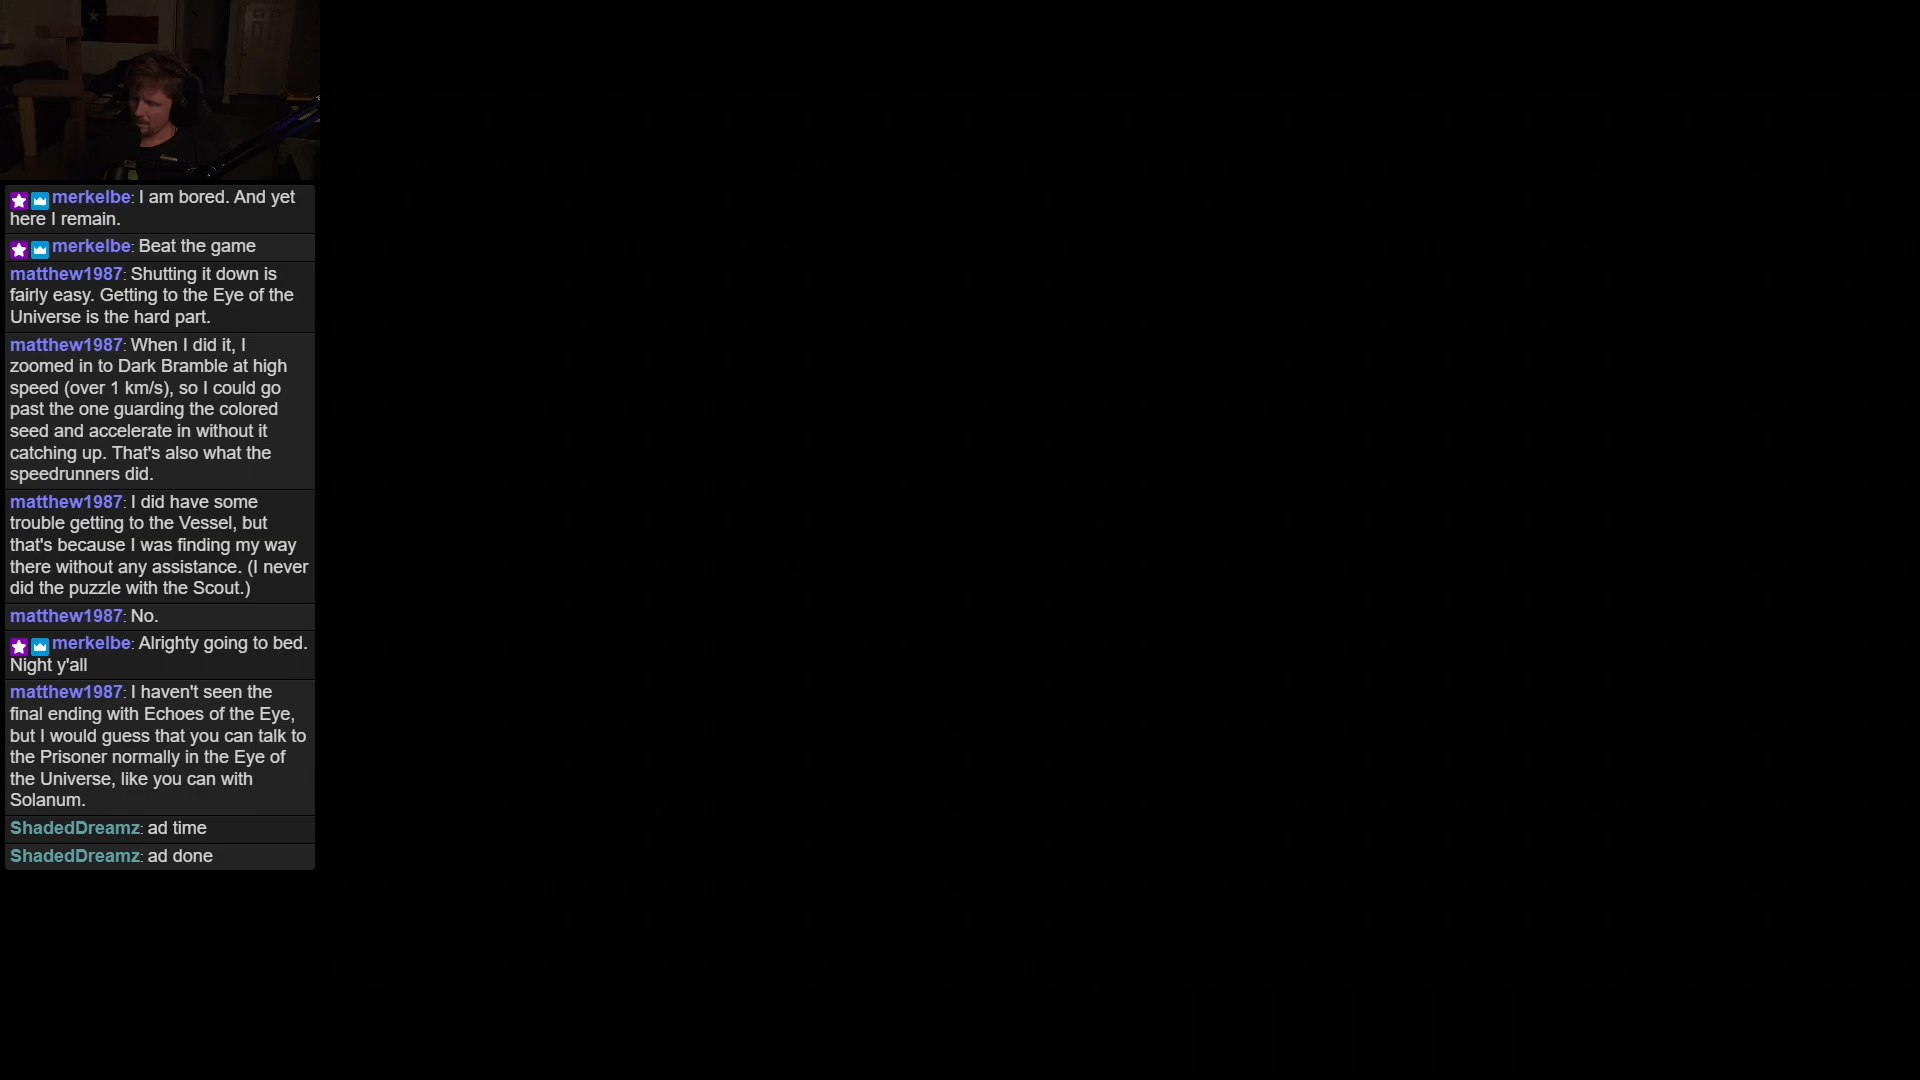 merkelbe: I am bored. And yet
here I remain.
merkelbe: Beat the game
matthew1987: Shutting it down is
fairly easy. Getting to the Eye of the
Universe is the hard part.
matthew1987: When I did it, I
zoomed in to Dark Bramble at high
speed (over 1 km/s), so I could go
past the one guarding the colored
seed and accelerate in without it
catching up. That's also what the
speedrunners did.
matthew1987: I did have some
trouble getting to the Vessel, but
that's because I was finding my way
there without any assistance. (I never
did the puzzle with the Scout.)
matthew1987: No.
merkelbe: Alrighty going to bed.
Night y'all
matthew1987: I haven't seen the
final ending with Echoes of the Eye,
but I would guess that you can talk to
the Prisoner normally in the Eye of
the Universe, like you can with
Solanum.
ShadedDreamz: ad time
ShadedDreamz: ad done